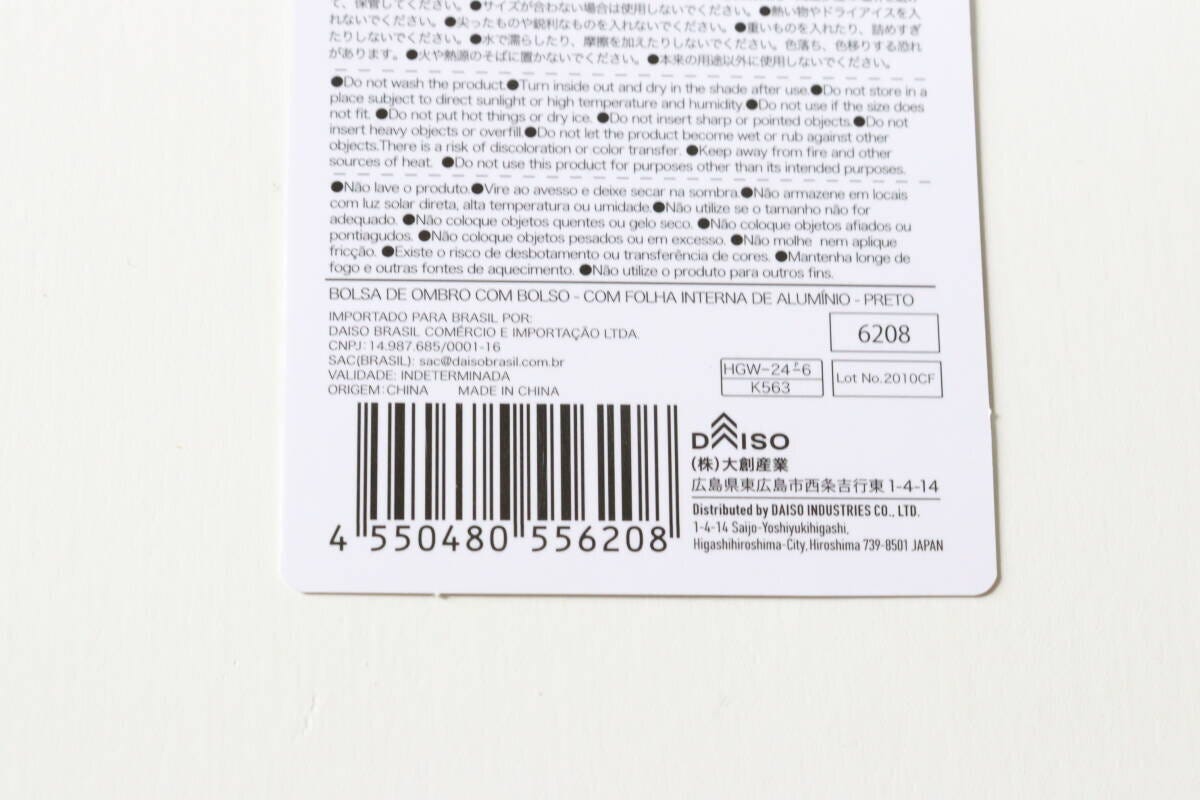 て、保管してください。●サイズが合わない場合は使用しないでください。●熱い物やドライアイスを入
れないでください。●尖ったものや鋭利なものを入れないでください。●重いものを入れたり、詰めすぎ
たりしないでください。●水で濡らしたり、摩擦を加えたりしないでください。色落ち、色移りする恐れ
があります。●火や熱源のそばに置かないでください。●本来の用途以外に使用しないでください。
●Do not wash the product.●Turn inside out and dry in the shade after use.●Do not store in a
place subject to direct sunlight or high temperature and humidity.●Do not use if the size does
not fit. ●Do not put hot things or dry ice. ●Do not insert sharp or pointed objects.●Do not
insert heavy objects or overfill.●Do not let the product become wet or rub against other
objects.There is a risk of discoloration or color transfer. ●Keep away from fire and other
sources of heat. ●Do not use this product for purposes other than its intended purposes.
●Não lave o produto.●Vire ao avesso e deixe secar na sombra.●Não armazene em locais
com luz solar direta, alta temperatura ou umidade.●Não utilize se o tamanho não for
adequado. ●Não coloque objetos quentes ou gelo seco. ●Não coloque objetos afiados ou
pontiagudos. ●Não coloque objetos pesados ou em excesso. ●Não molhe nem aplique
fricção. ●Existe o risco de desbotamento ou transferência de cores. ●Mantenha longe de
fogo e outras fontes de aquecimento. ●Não utilize o produto para outros fins.
BOLSA DE OMBRO COM BOLSO - COM FOLHA INTERNA DE ALUMÍNIO - PRETO
IMPORTADO PARA BRASIL POR:
DAISO BRASIL COMÉRCIO E IMPORTAÇÃO LTDA.
CNPJ: 14.987.685/0001-16
SAC(BRASIL): sac@daisobrasil.com.br
VALIDADE: INDETERMINADA
ORIGEM:CHINA MADE IN CHINA
6208
HGW-24-P-6
K563
Lot No.2010CF
4 550480 556208
DAISO
(株)大創産業
広島県東広島市西条吉行東1-4-14
Distributed by DAISO INDUSTRIES CO., LTD.
1-4-14 Saijo-Yoshiyukihigashi,
Higashihiroshima-City, Hiroshima 739-8501 JAPAN